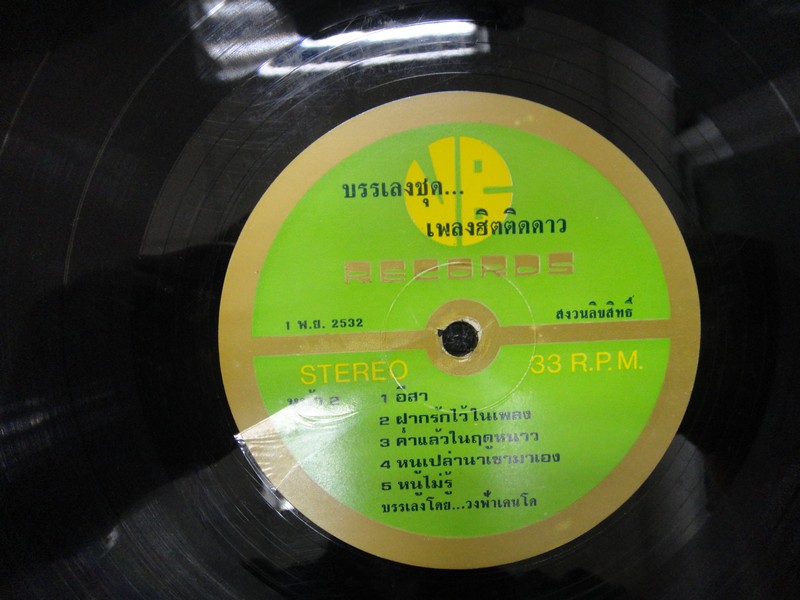 บรรเลงชุด...
เพลงฮิตติดดาว
RECORDS
1 พ.ย. 2532
สงวนลิขสิทธิ์
STEREO
33 R.P.M.
หน้า 2
1 อีสา
2 ฝากรักไว้ในเพลง
3 ค่ำแล้วในฤดูหนาว
4 หนูเปล่านาเขามาเอง
5 หนูไม่รู้
บรรเลงโดย...วงฟ้าเดนโด